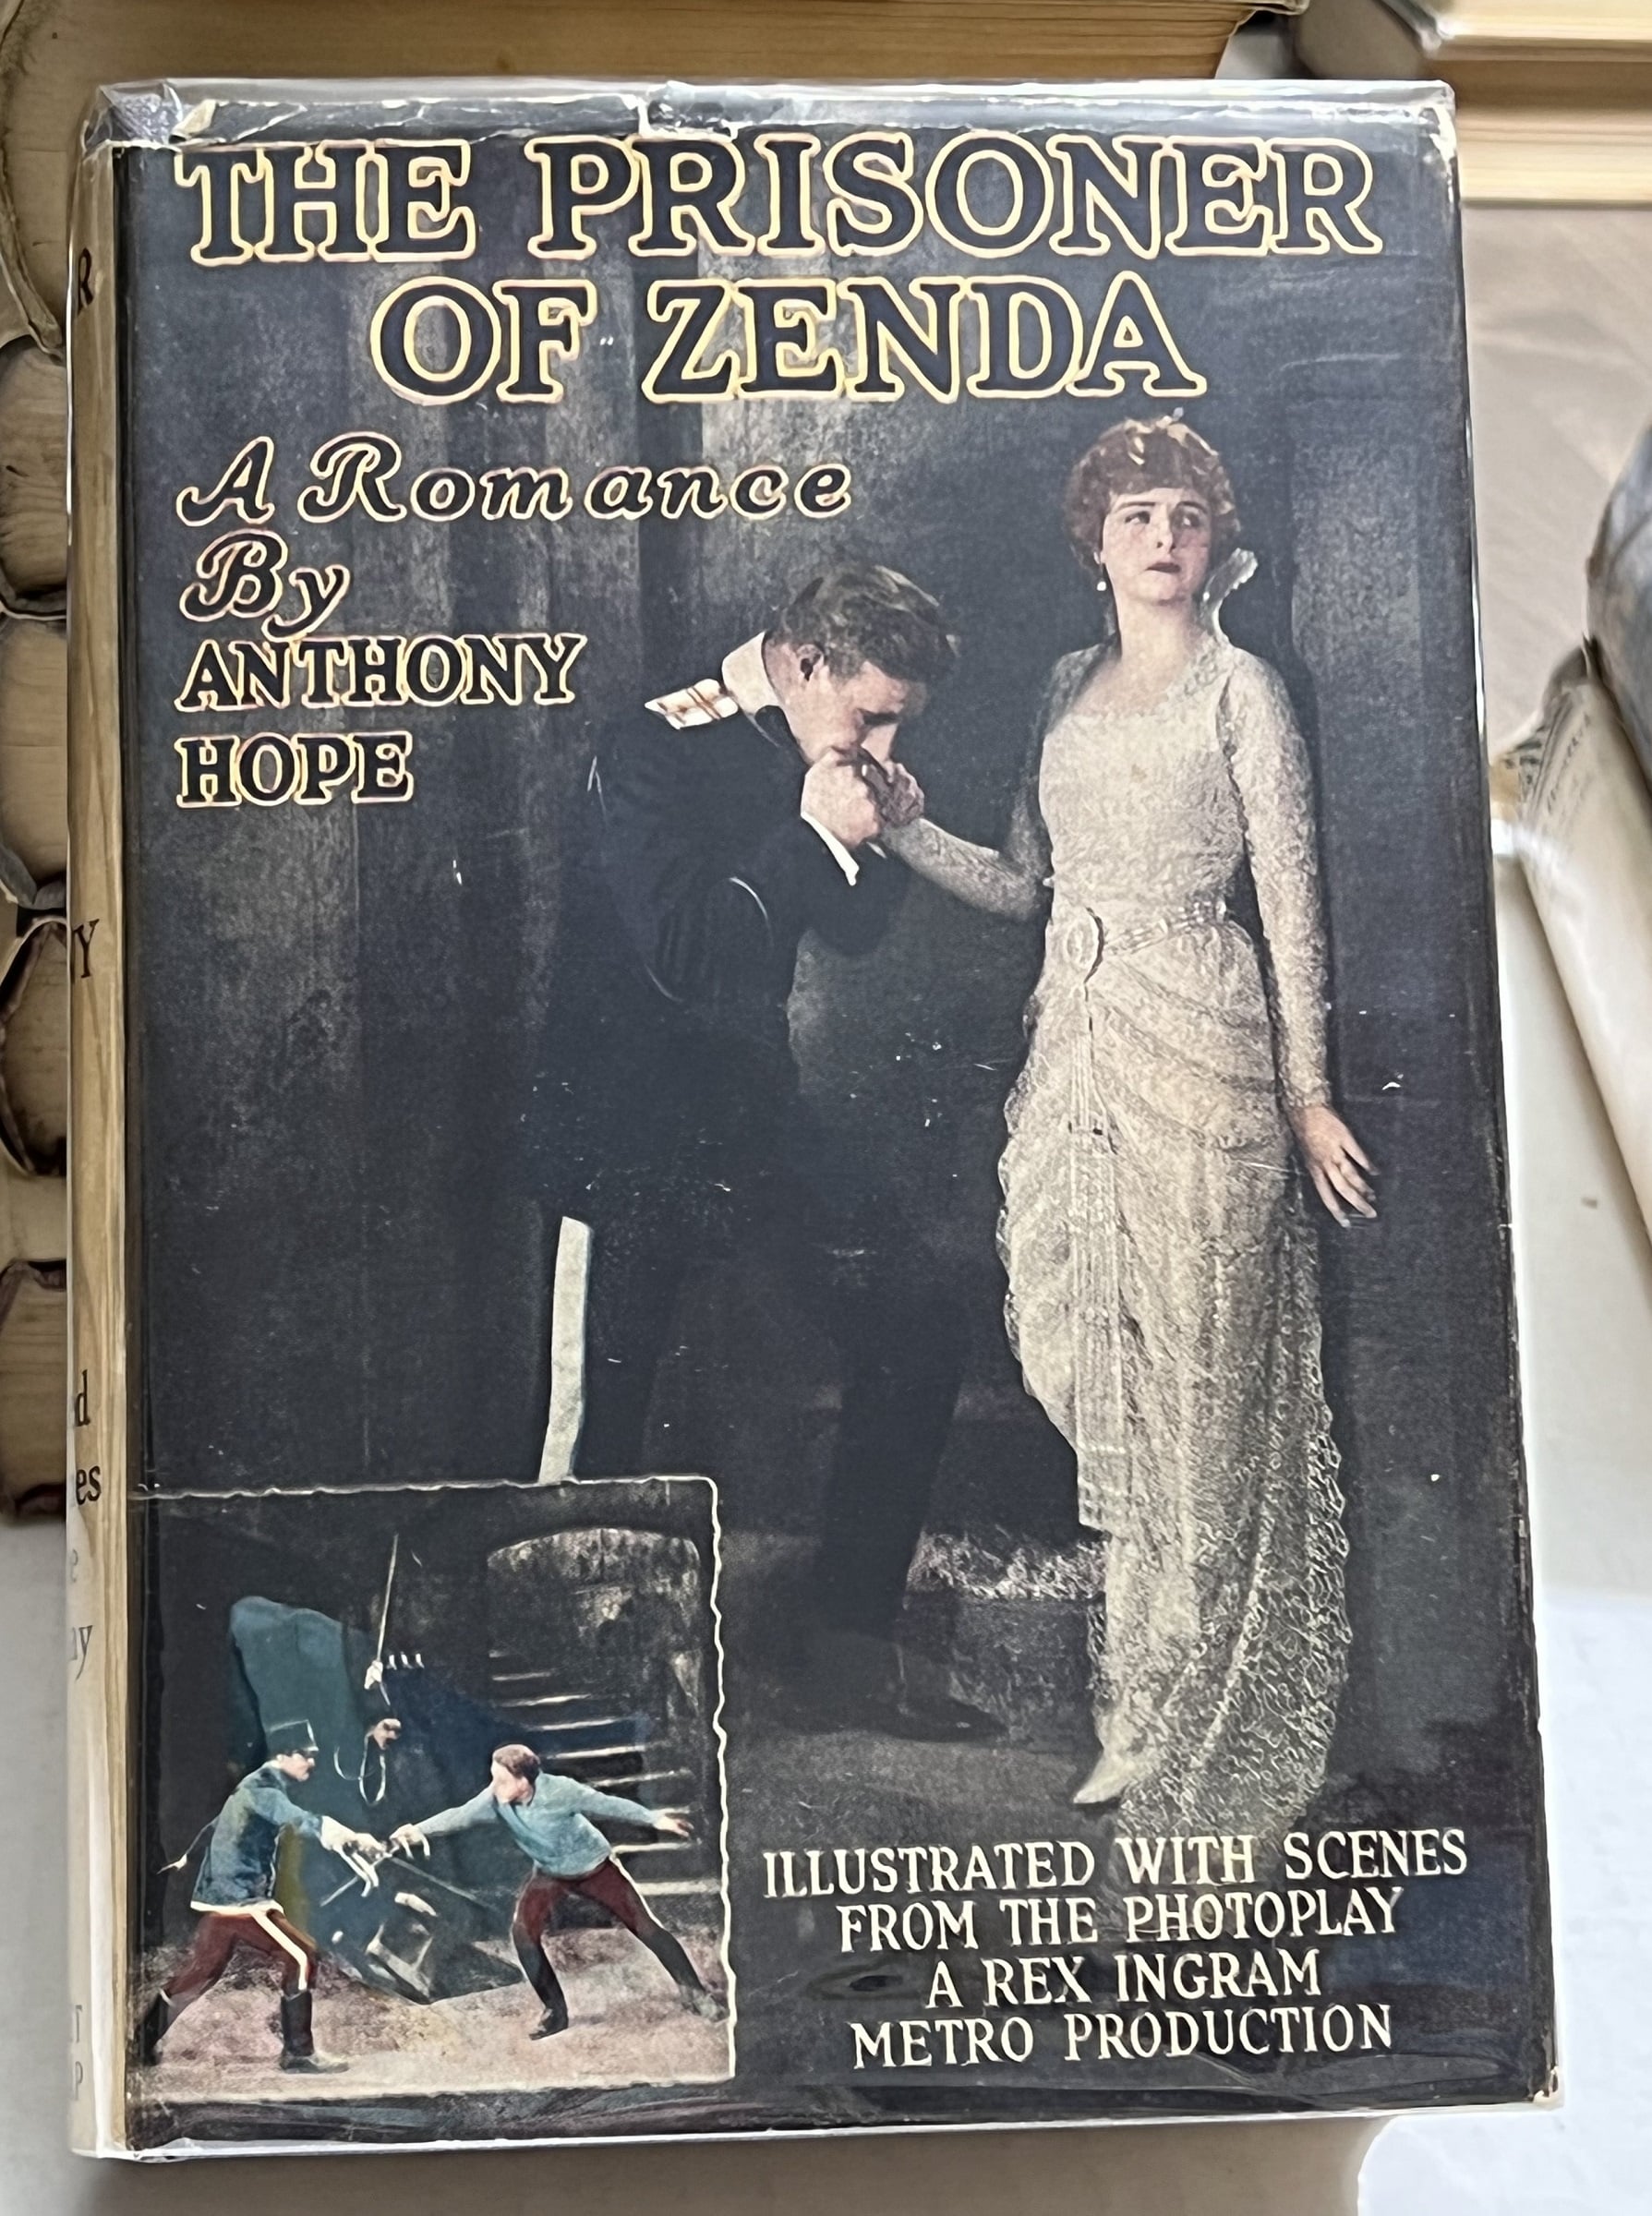 THE PRISONER
OF ZENDA
A Romance
By
ANTHONY
HOPE
ILLUSTRATED WITH SCENES
FROM THE PHOTOPLAY
A REX INGRAM
METRO PRODUCTION